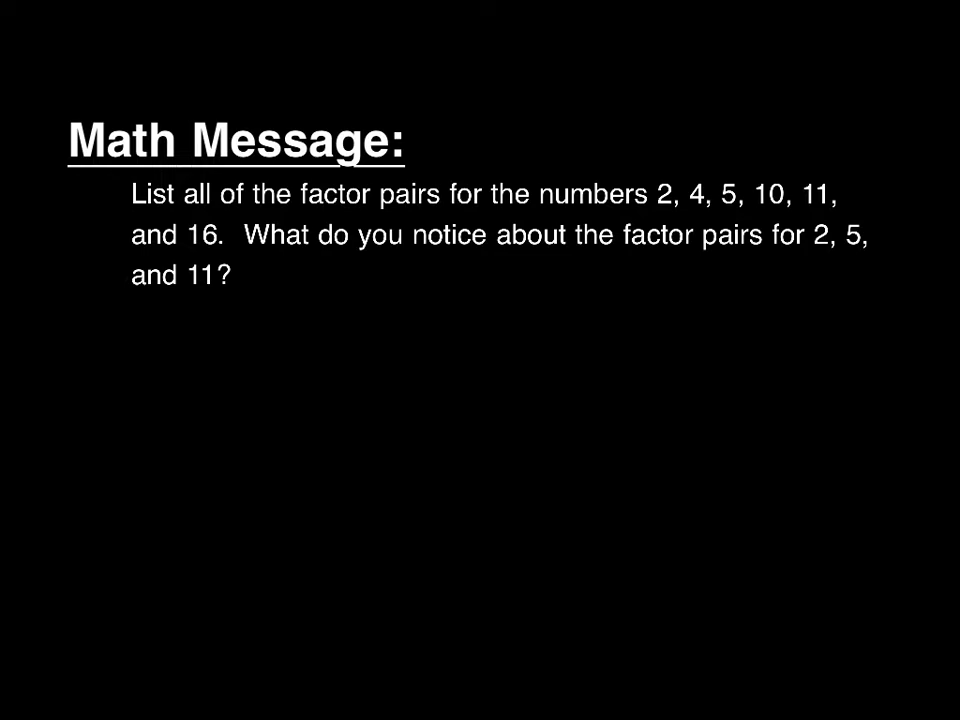 Math Message:
List all of the factor pairs for the numbers 2, 4, 5, 10, 11,
and 16.  What do you notice about the factor pairs for 2, 5,
and 11?